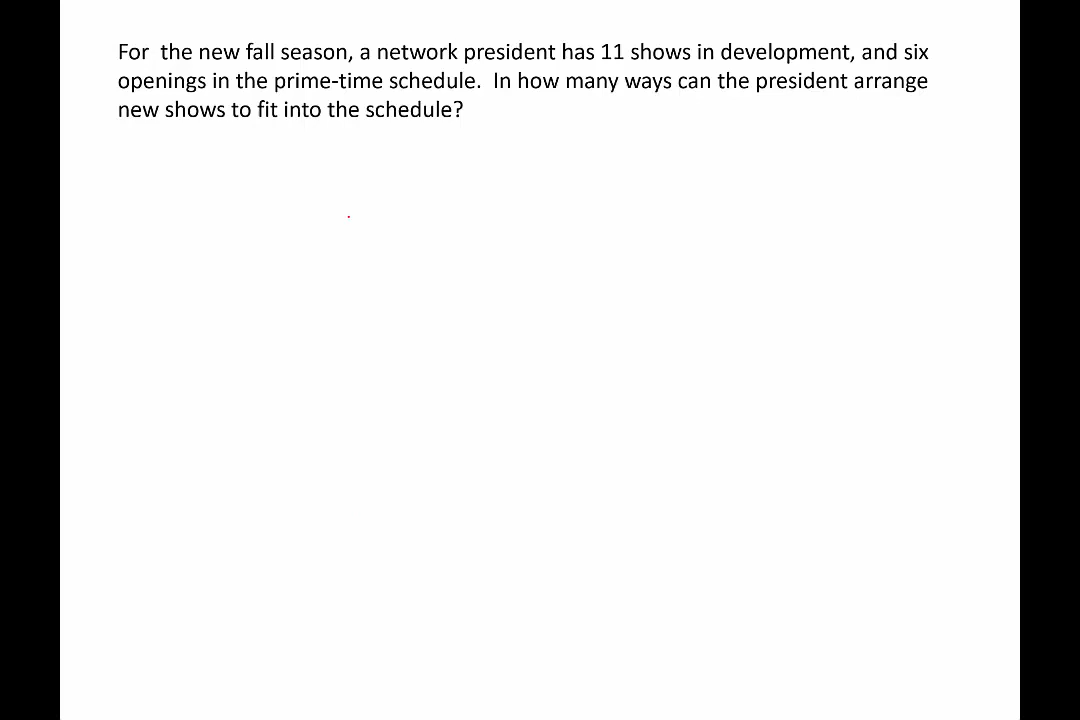 For  the new fall season, a network president has 11 shows in development, and six
openings in the prime-time schedule.  In how many ways can the president arrange
new shows to fit into the schedule?